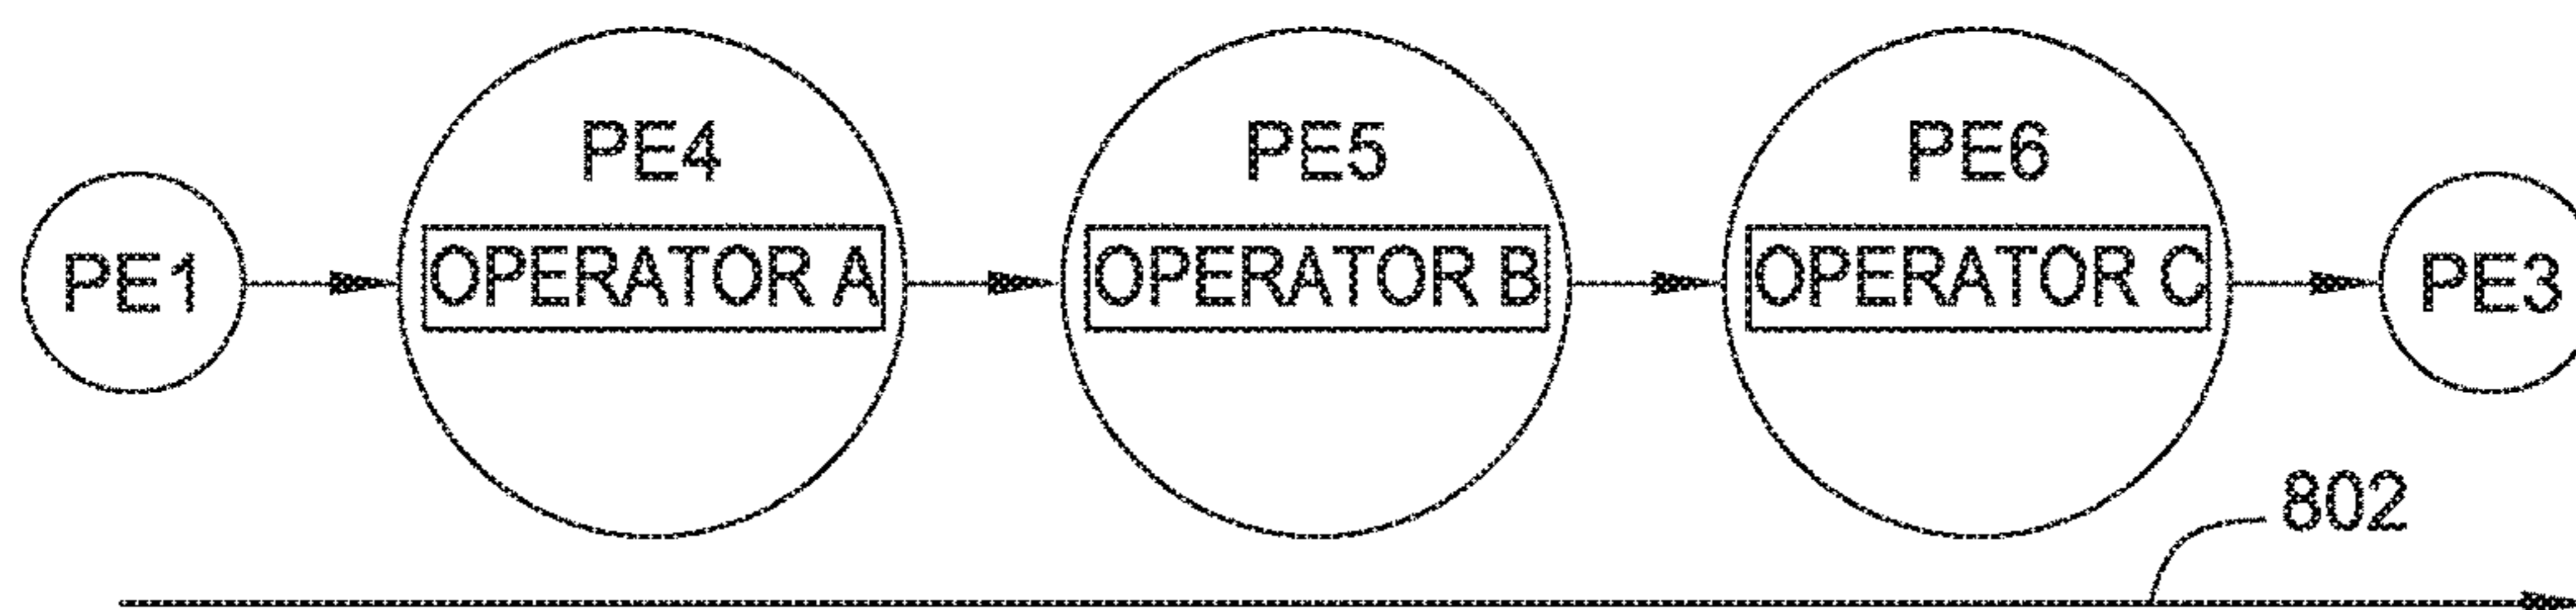 PE4 PE5 PE6
PE1 OPERATOR A OPERATOR B OPERATOR C PE3
802